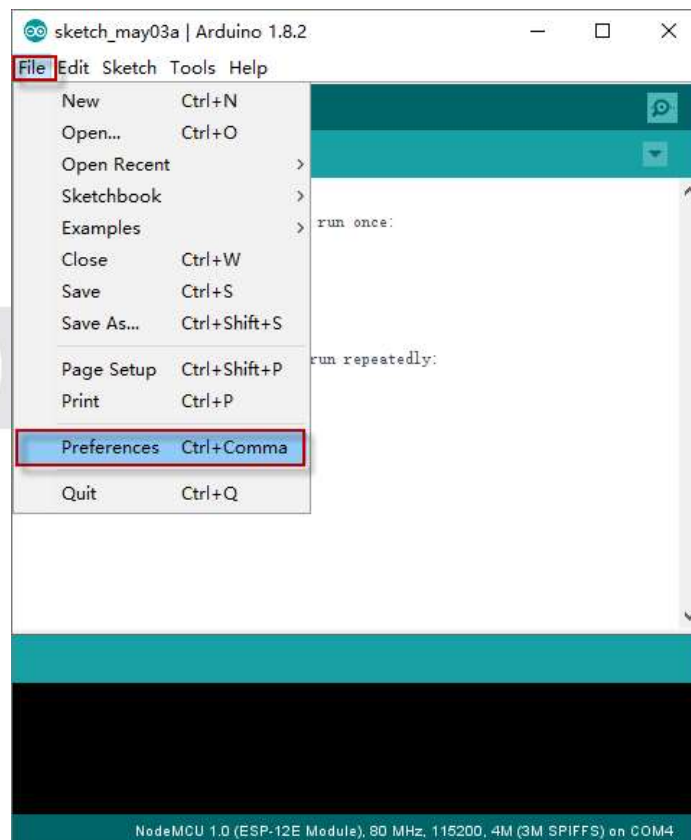 sketch_may03a | Arduino 1.8.2
File Edit Sketch Tools Help
New Ctrl+N
Open... Ctrl+O
Open Recent
Sketchbook
Examples
run once:
Close Ctrl+W
Save Ctrl+S
Save As... Ctrl+Shift+S
run repeatedly:
Page Setup Ctrl+Shift+P
Print Ctrl+P
Preferences Ctrl+Comma
Quit Ctrl+Q
NodeMCU 1.0 (ESP-12E Module), 80 MHz, 115200, 4M (3M SPIFFS) on COM4